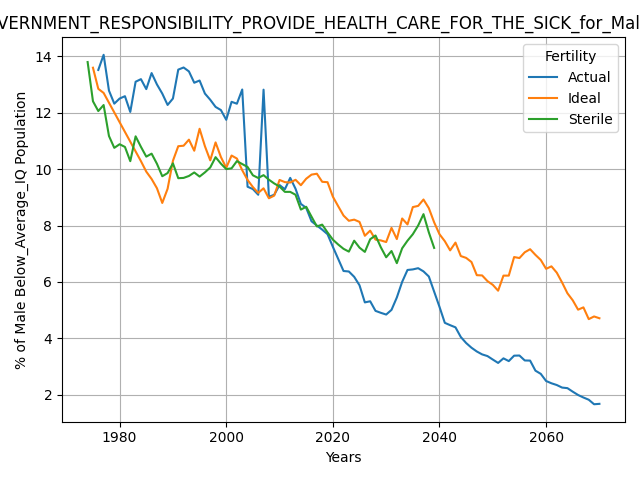 VERNMENT_RESPONSIBILITY_PROVIDE_HEALTH_CARE_FOR_THE_SICK_for_Mal
Fertility
Actual
Ideal
Sterile
% of Male Below_Average_IQ Population
14
12
10
8
6
4
2
1980 2000 2020 2040 2060
Years